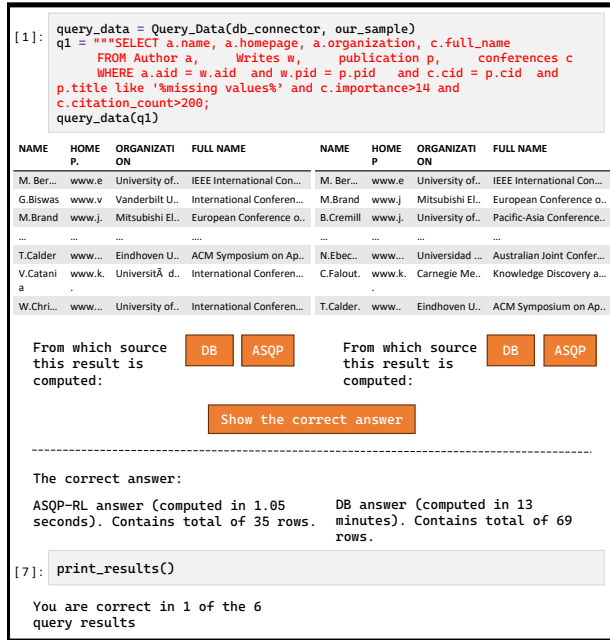 [1]:
query_data = Query_Data(db_connector, our_sample)
q1 = """SELECT a.name, a.homepage, a.organization, c.full_name
FROM Author a, Writes w, publication p, conferences c
WHERE a.aid = w.aid and w.pid = p.pid and c.cid = p.cid and
p.title like '%missing values%’ and c.importance>14 and
c.citation_count>200;
query_data(q1)
NAME HOME P. ORGANIZATI ON FULL NAME NAME HOME P ORGANIZATI ON FULL NAME
M. Ber... www.e University of.. IEEE International Con... M. Ber... www.e University of.. IEEE International Con...
G.Biswas www.v Vanderbilt U.. International Conferen... M.Brand www.j Mitsubishi El.. European Conference o..
M.Brand www.j. Mitsubishi El.. European Conference o.. B.Cremill www.j. University of.. Pacific-Asia Conference..
... ... ... .... ... ... ... ...
T.Calder www... Eindhoven U.. ACM Symposium on Ap.. N.Ebec.. www... Universidad ... Australian Joint Confer..
V.Catani a www.k. . UniversitÃ d.. International Conferen... C.Falout. www.k. . Carnegie Me.. Knowledge Discovery a...
W.Chri... www... University of.. International Conferen... T.Calder. www.. Eindhoven U.. ACM Symposium on Ap..
From which source
this result is
computed:
DB ASQP
From which source
this result is
computed:
DB ASQP
Show the correct answer
The correct answer:
ASQP-RL answer (computed in 1.05
seconds). Contains total of 35 rows.
DB answer (computed in 13
minutes). Contains total of 69
rows.
[7]:
print_results()
You are correct in 1 of the 6
query results